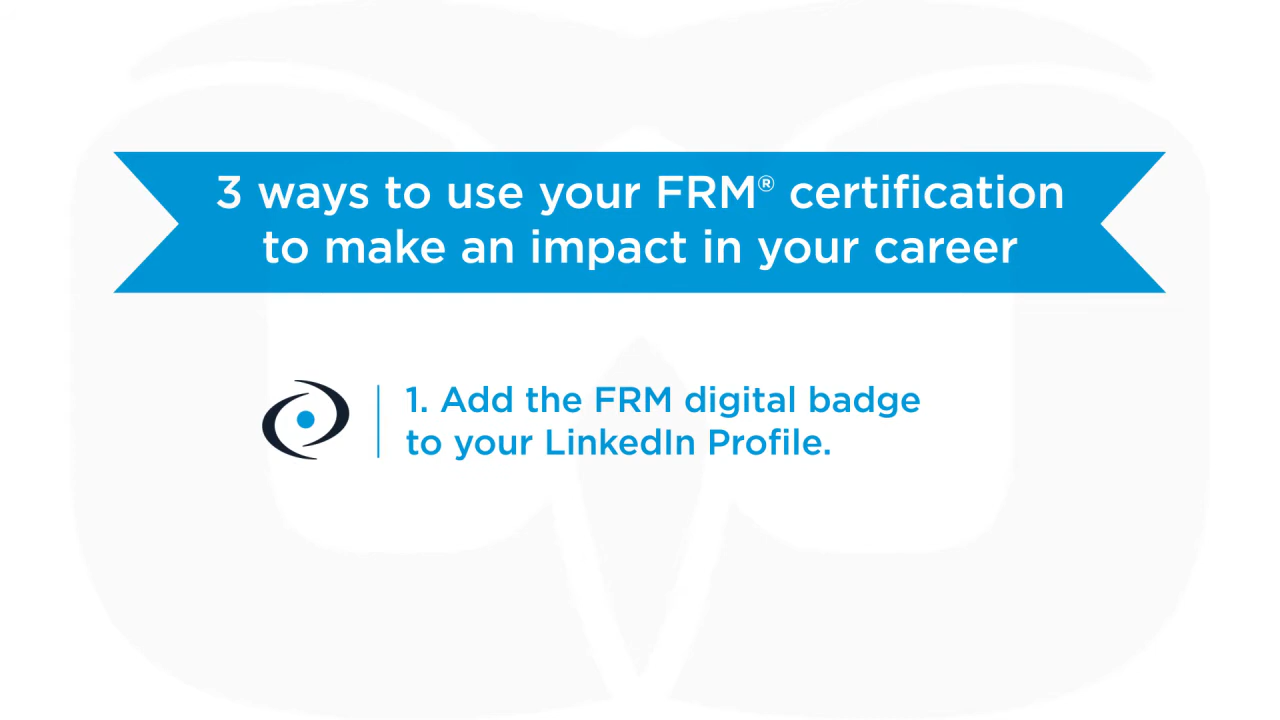 3 ways to use your FRM® certification
to make an impact in your career
1. Add the FRM digital badge
to your LinkedIn Profile.